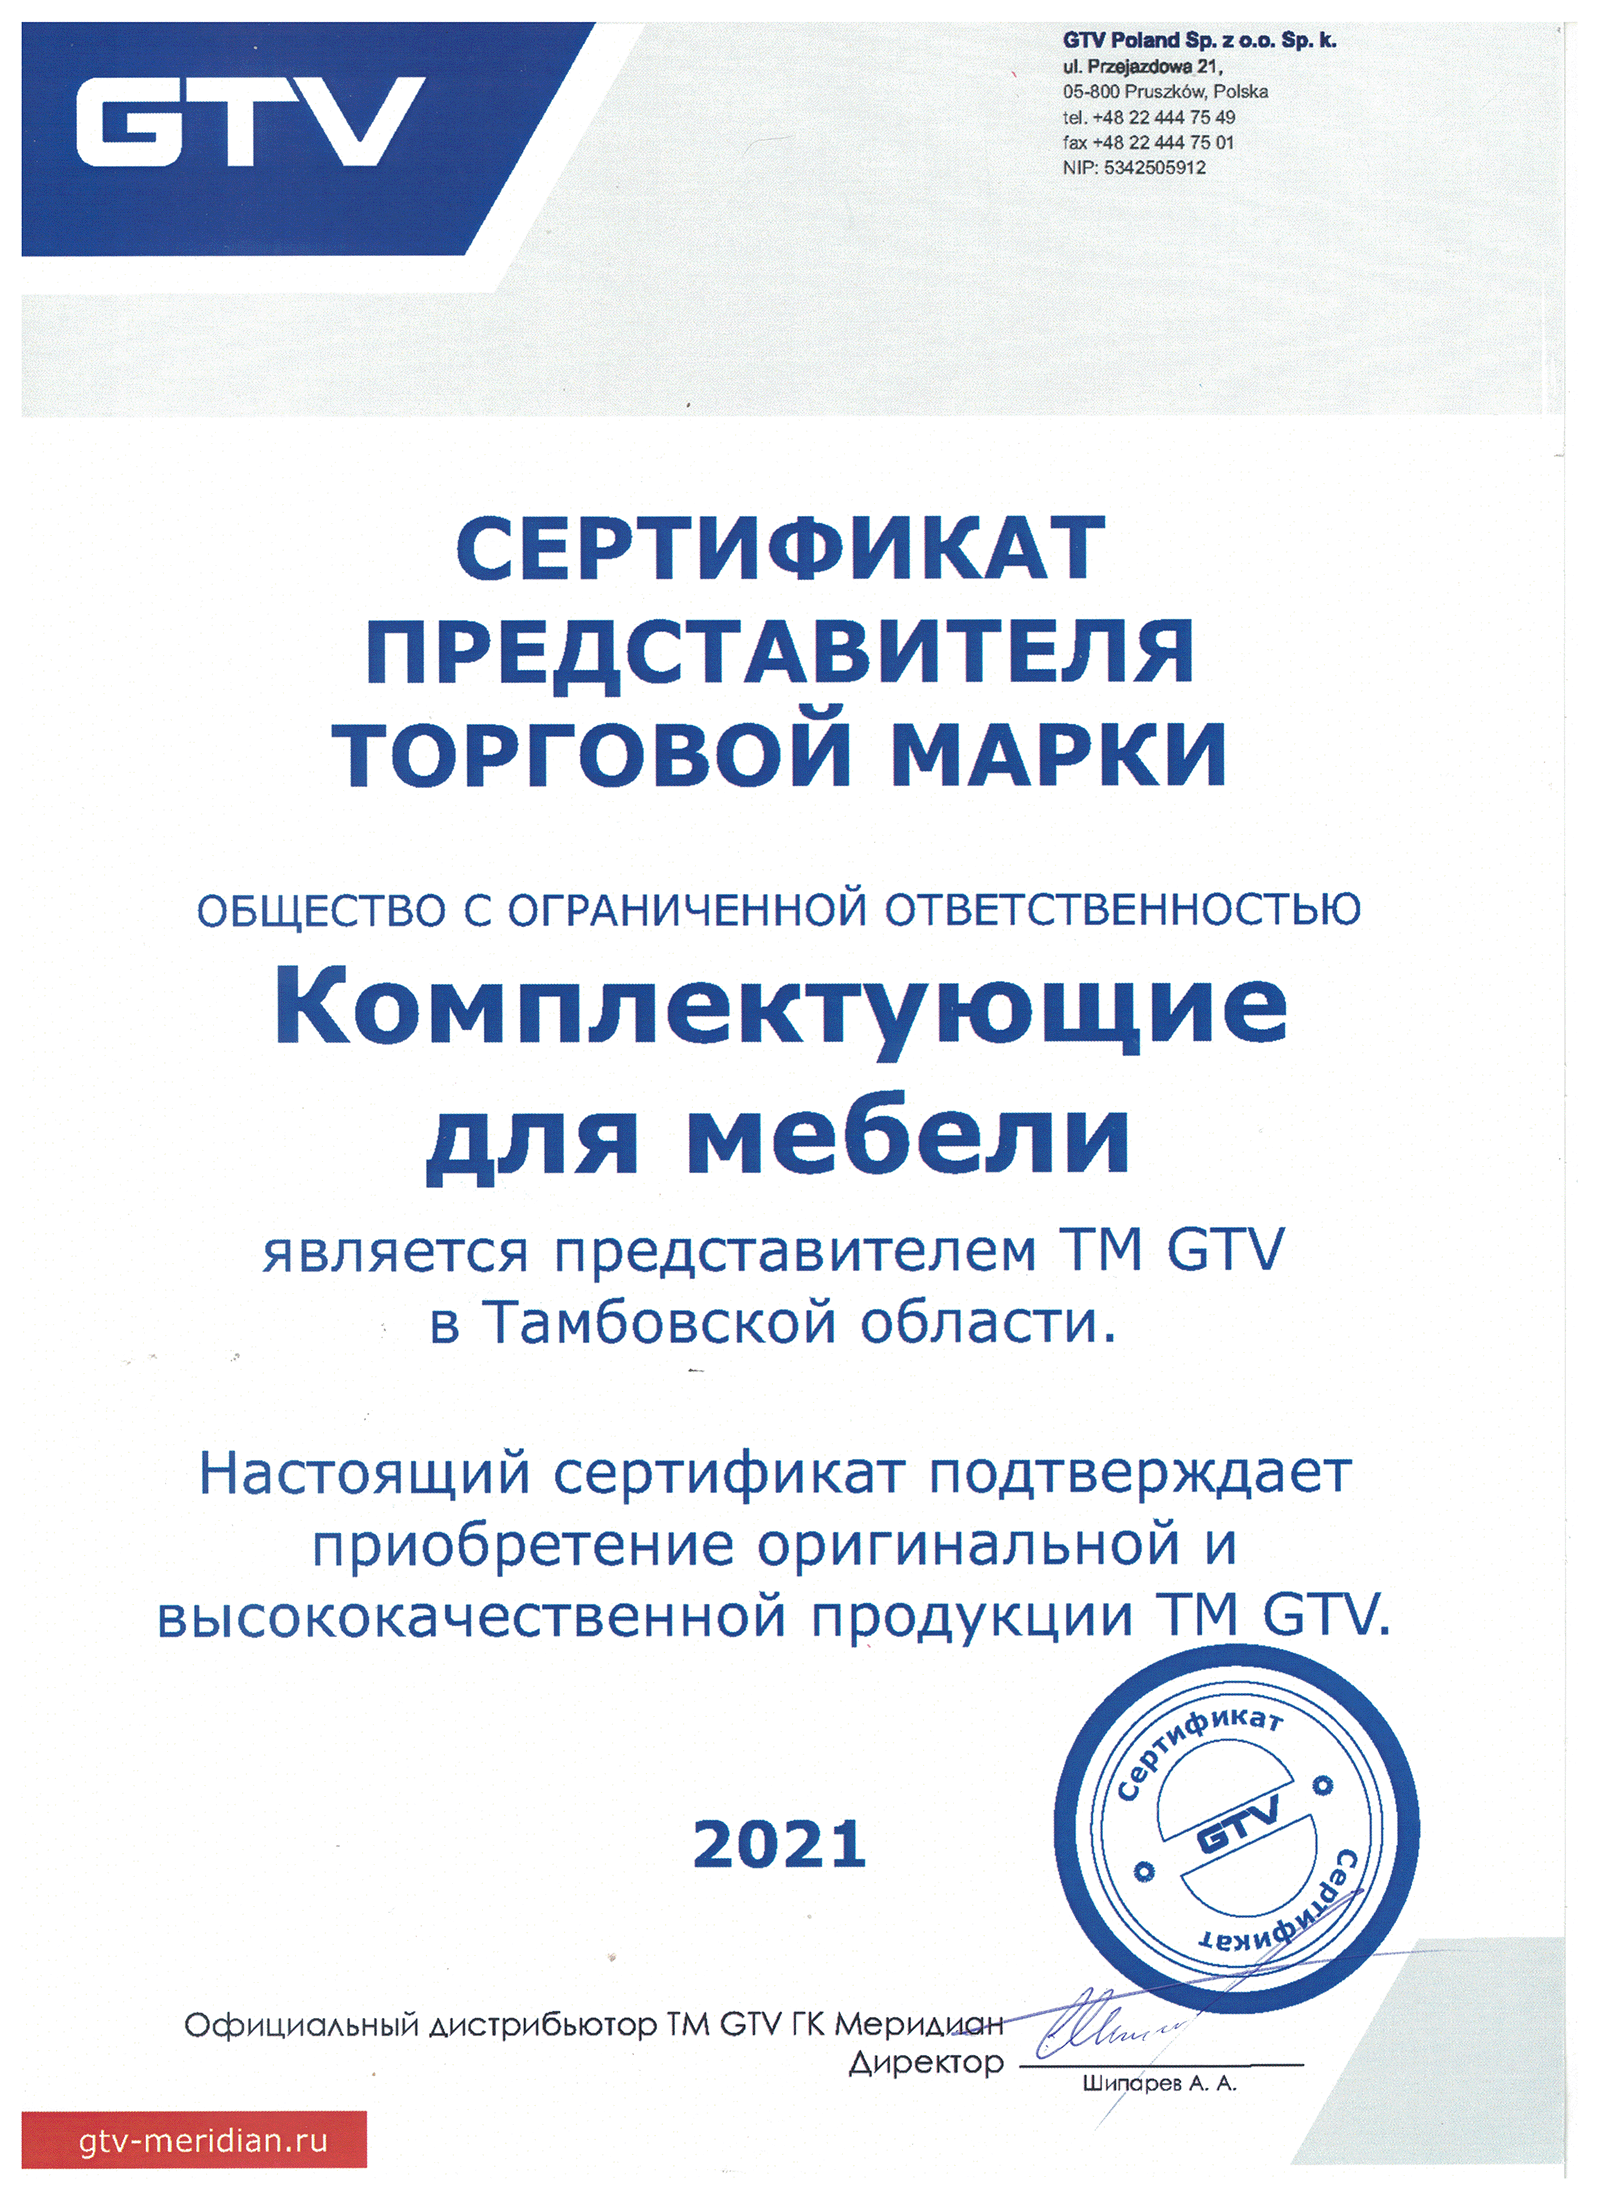 GTV
GTV Poland Sp. z o.o. Sp. k.
ul. Przejazdowa 21,
05-800 Pruszków, Polska
tel. +48 22 444 75 49
fax +48 22 444 75 01
NIP: 5342505912
СЕРТИФИКАТ
ПРЕДСТАВИТЕЛЯ
ТОРГОВОЙ МАРКИ
ОБЩЕСТВО С ОГРАНИЧЕННОЙ ОТВЕТСТВЕННОСТЬЮ
Комплектующие
для мебели
является представителем ТМ GTV
в Тамбовской области.
Настоящий сертификат подтверждает
приобретение оригинальной и
высококачественной продукции ТМ GTV.
Сертификат
GTV
Сертификат
2021
Официальный дистрибьютор ТМ GTV ГК Меридиан
Директор
Шипарев А. А.
gtv-meridian.ru